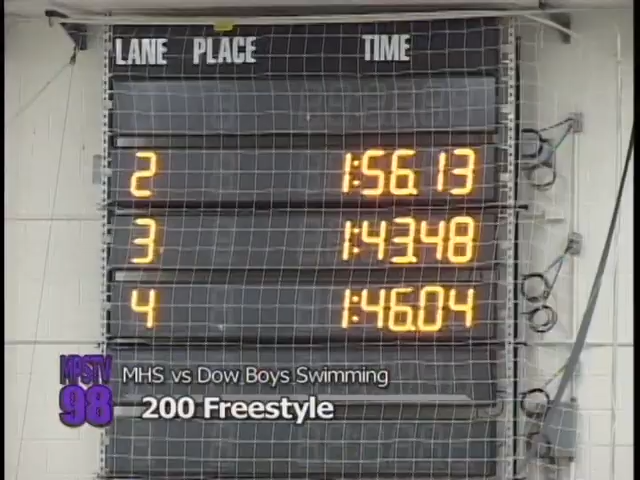 LANE PLACE TIME
2 1:56.13
3 1:43.48
4 1:46.04
MPSTV MHS vs Dow Boys Swimming
98 200 Freestyle